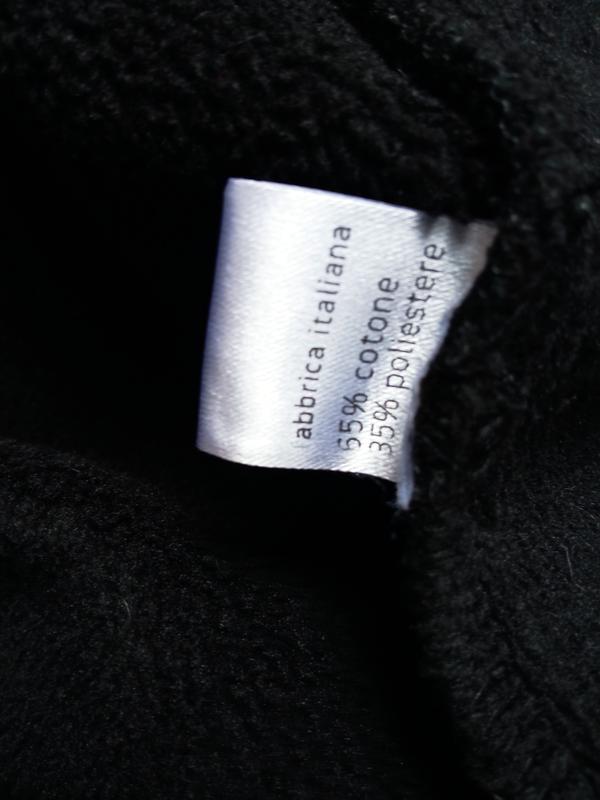 abbrica italiana
65% cotone
35% poliestere